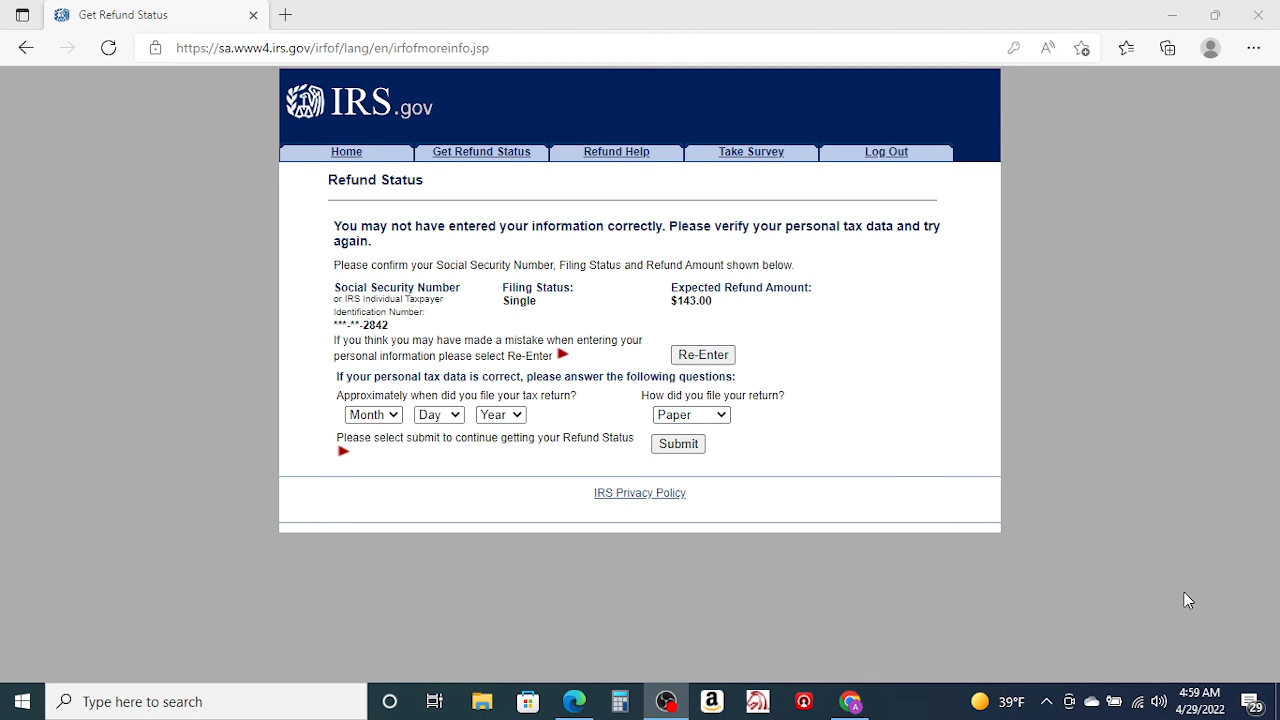 Get Refund Status
https://sa.www4.irs.gov/irfof/lang/en/irfofmoreinfo.jsp
IRS.gov
Home Get Refund Status Refund Help Take Survey Log Out
Refund Status
You may not have entered your information correctly. Please verify your personal tax data and try
again.
Please confirm your Social Security Number, Filing Status and Refund Amount shown below.
Social Security Number Filing Status: Expected Refund Amount:
or IRS Individual Taxpayer Single $143.00
Identification Number:
***-**-2842
If you think you may have made a mistake when entering your
personal information please select Re-Enter Re-Enter
If your personal tax data is correct, please answer the following questions:
Approximately when did you file your tax return? How did you file your return?
Month Day Year Paper
Please select submit to continue getting your Refund Status Submit
IRS Privacy Policy
Type here to search 39°F 4:59 AM
4/29/2022 29